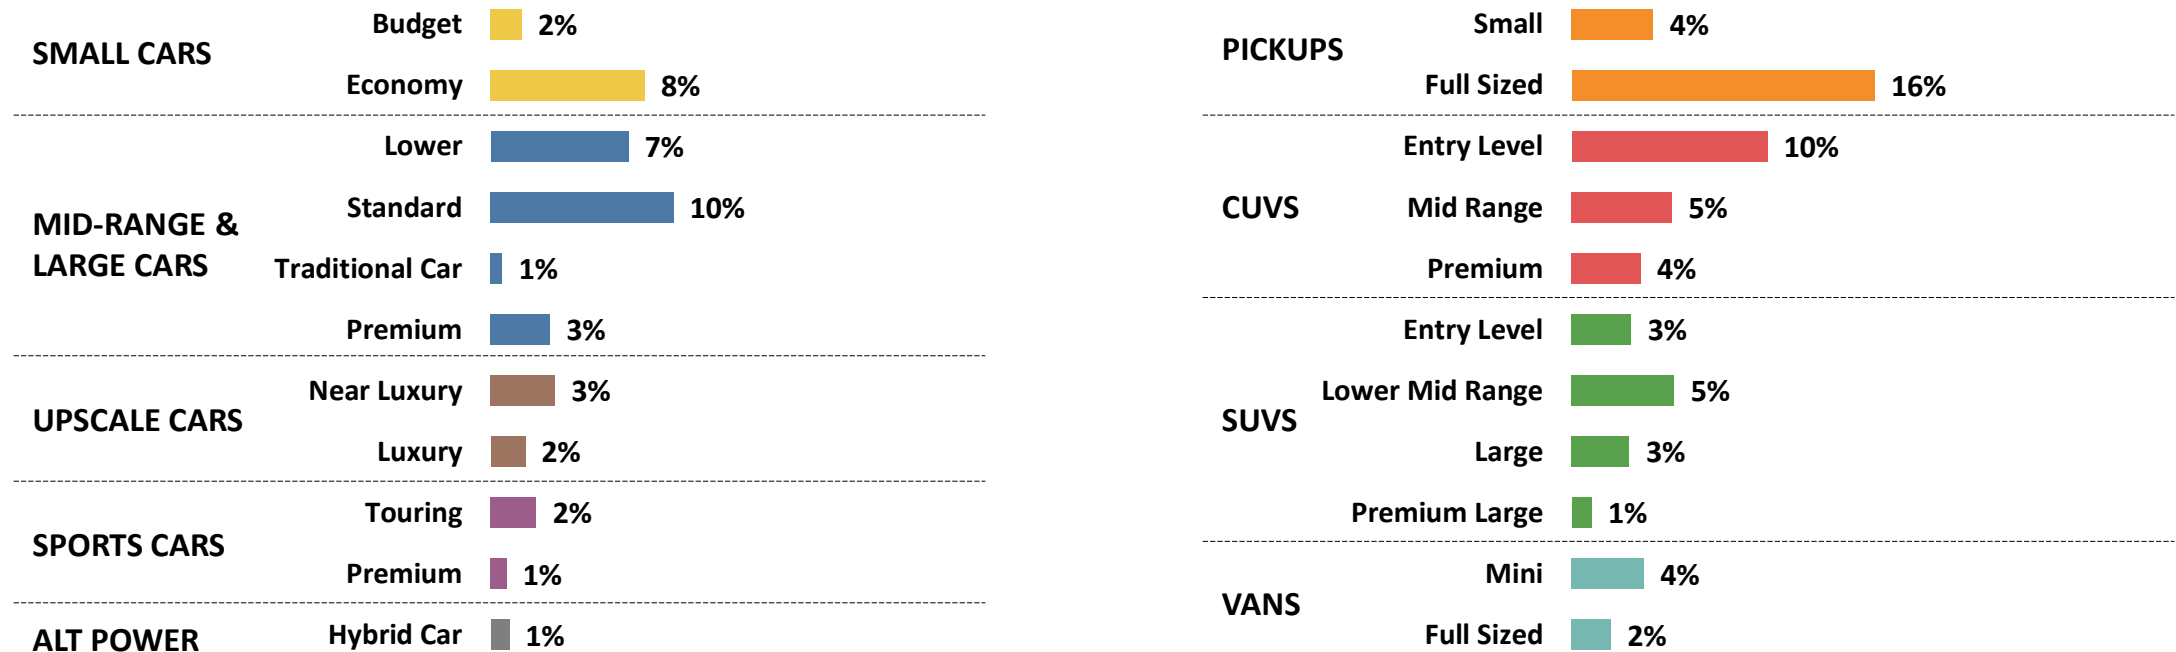 SMALL CARS
Budget 2%
Economy 8%
MID-RANGE &
LARGE CARS
Lower 7%
Standard 10%
Traditional Car 1%
Premium 3%
UPSCALE CARS
Near Luxury 3%
Luxury 2%
SPORTS CARS
Touring 2%
Premium 1%
ALT POWER
Hybrid Car 1%
PICKUPS
Small 4%
Full Sized 16%
CUVS
Entry Level 10%
Mid Range 5%
Premium 4%
SUVS
Entry Level 3%
Lower Mid Range 5%
Large 3%
Premium Large 1%
VANS
Mini 4%
Full Sized 2%